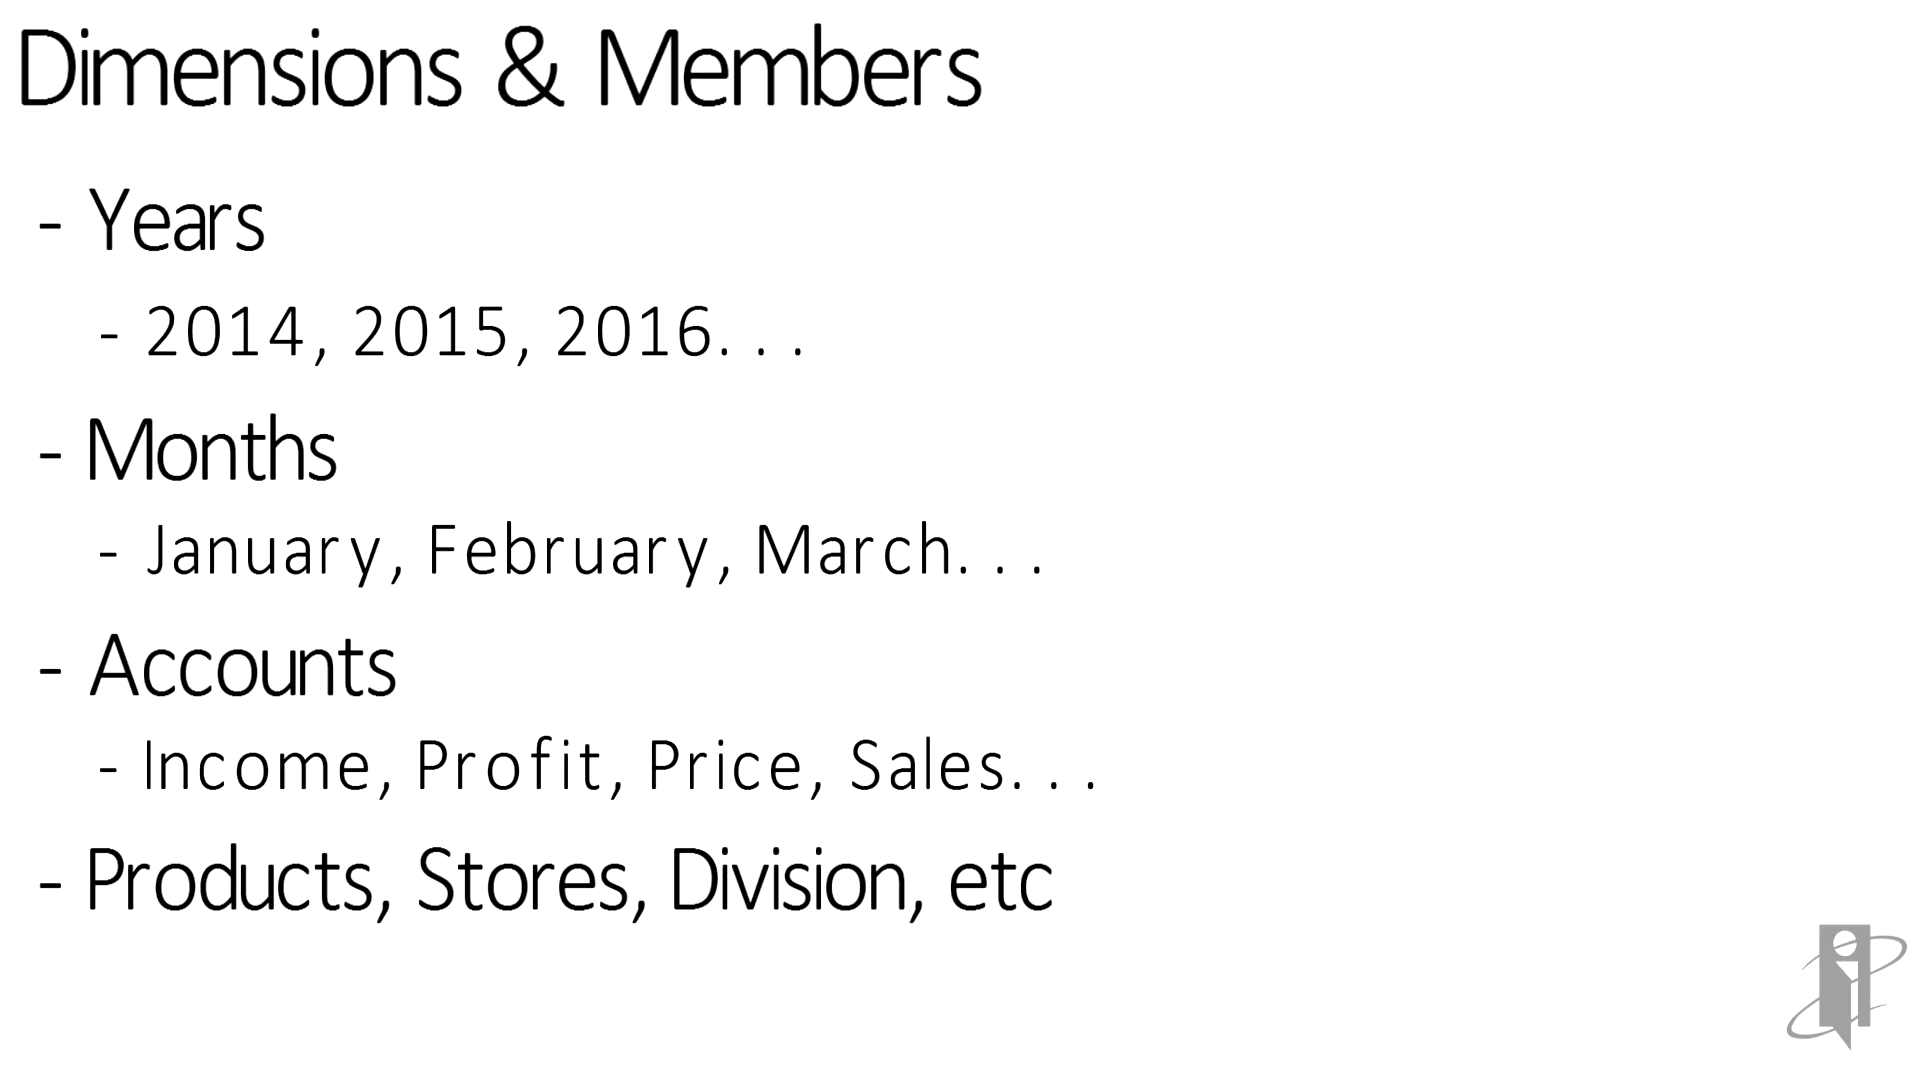 Dimensions & Members
- Years
- 2014, 2015, 2016. . .
- Months
- January, February, March. . .
- Accounts
- Income, Profit, Price, Sales. . .
- Products, Stores, Division, etc